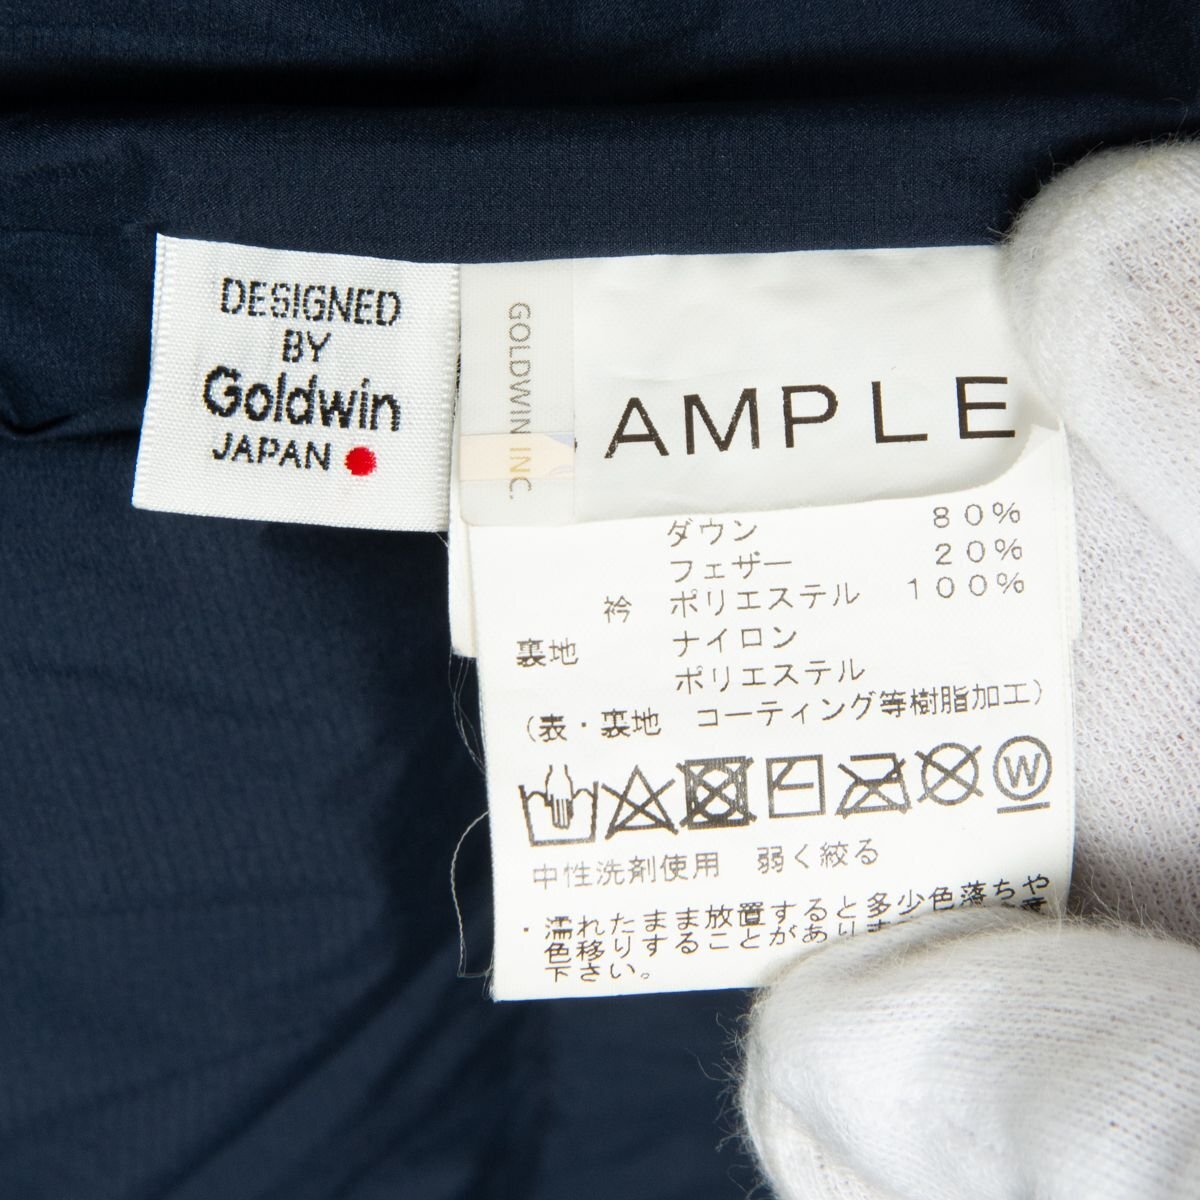 DESIGNED
BY
Goldwin
JAPAN
GOLDWIN INC.
AMPLE
ダウン 80%
フェザー 20%
衿 ポリエステル 100%
裏地 ナイロン
ポリエステル
(表・裏地 コーティング等樹脂加工)
W
中性洗剤使用 弱く絞る
・濡れたまま放置すると多少色落ちや
色移りすることがありま
下さい。